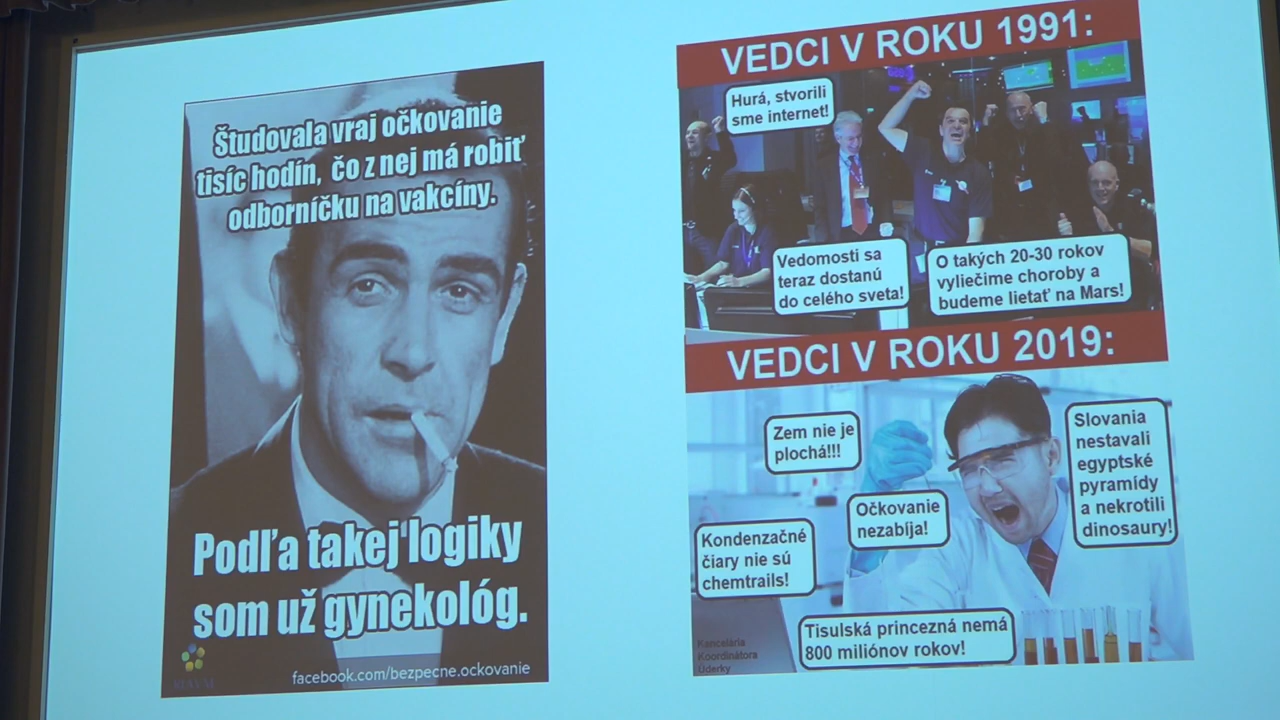 Študovala vraj očkovanie
tisíc hodín, čo z nej má robiť
odborníčku na vakcíny.
Podľa takej logiky
som už gynekológ.
facebook.com/bezpecne.ockovanie
VEDCI V ROKU 1991:
Hurá, stvorili
sme internet!
Vedomosti sa
teraz dostanú
do celého sveta!
O takých 20-30 rokov
vyliečime choroby a
budeme lietať na Mars!
VEDCI V ROKU 2019:
Zem nie je
plochá!!!
Slovania
nestavali
egyptské
pyramídy
a nekrotili
dinosaury!
Očkovanie
nezabíja!
Kondenzačné
čiary nie sú
chemtrails!
Tisulská princezná nemá
800 miliónov rokov!
Kancelária
Koordinátora
Úderky